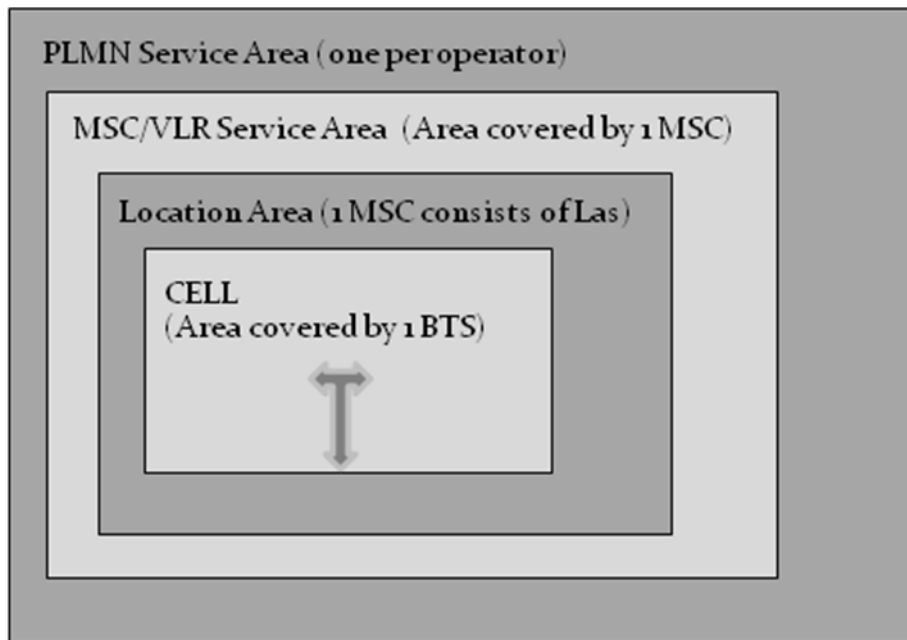 PLMN Service Area (one per operator)
MSC/VLR Service Area (Area covered by 1 MSC)
Location Area (1 MSC consists of Las)
CELL
(Area covered by 1 BTS)